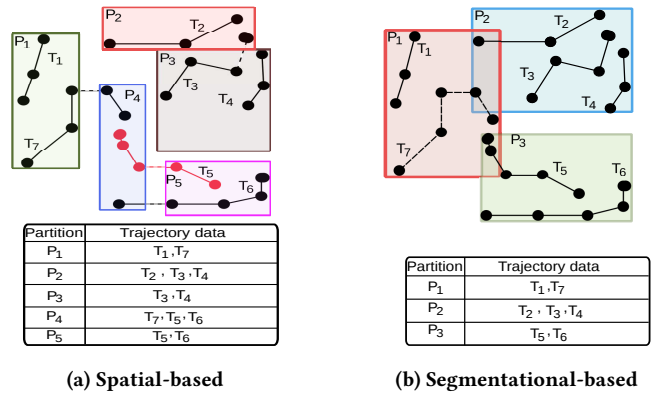 P₂
T₂
P₁
T₁
P₃
T₃
T₄
P₄
T₇
T₅
P₅
T₆
Partition Trajectory data
P₁ T₁,T₇
P₂ T₂ , T₃ ,T₄
P₃ T₃,T₄
P₄ T₇,T₅,T₆
P₅ T₅,T₆
(a) Spatial-based
P₂
T₂
P₁
T₁
T₃
T₄
P₃
T₇
T₅
T₆
Partition Trajectory data
P₁ T₁,T₇
P₂ T₂ , T₃,T₄
P₃ T₅,T₆
(b) Segmentational-based